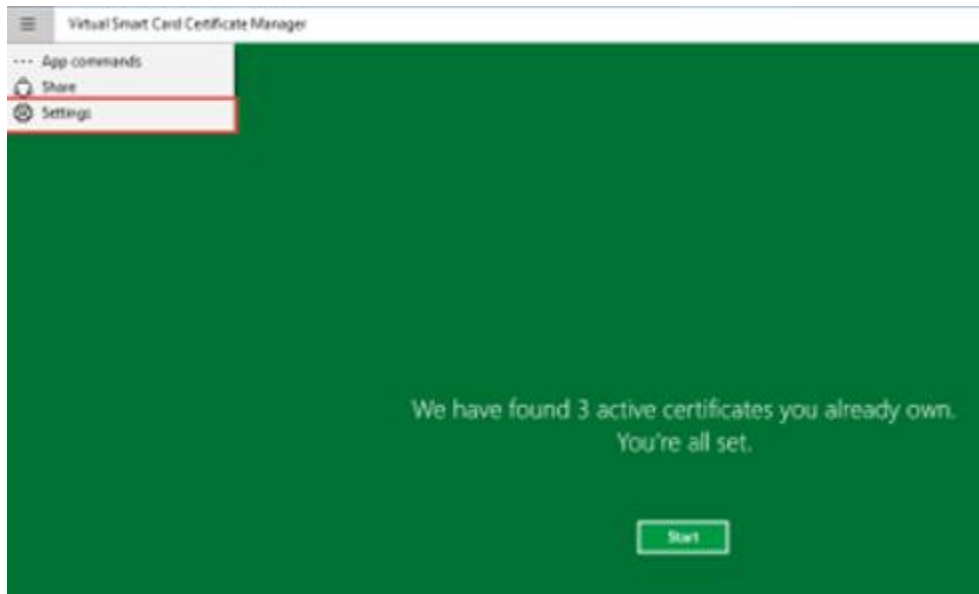 Virtual Smart Card Certificate Manager
App commands
Share
Settings
We have found 3 active certificates you already own.
You're all set.
Start